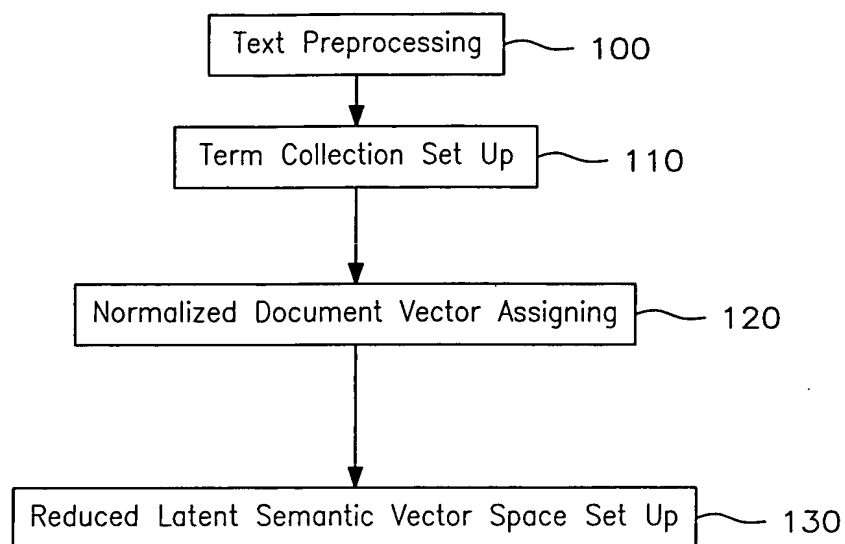 Text Preprocessing 100
Term Collection Set Up 110
Normalized Document Vector Assigning 120
Reduced Latent Semantic Vector Space Set Up 130